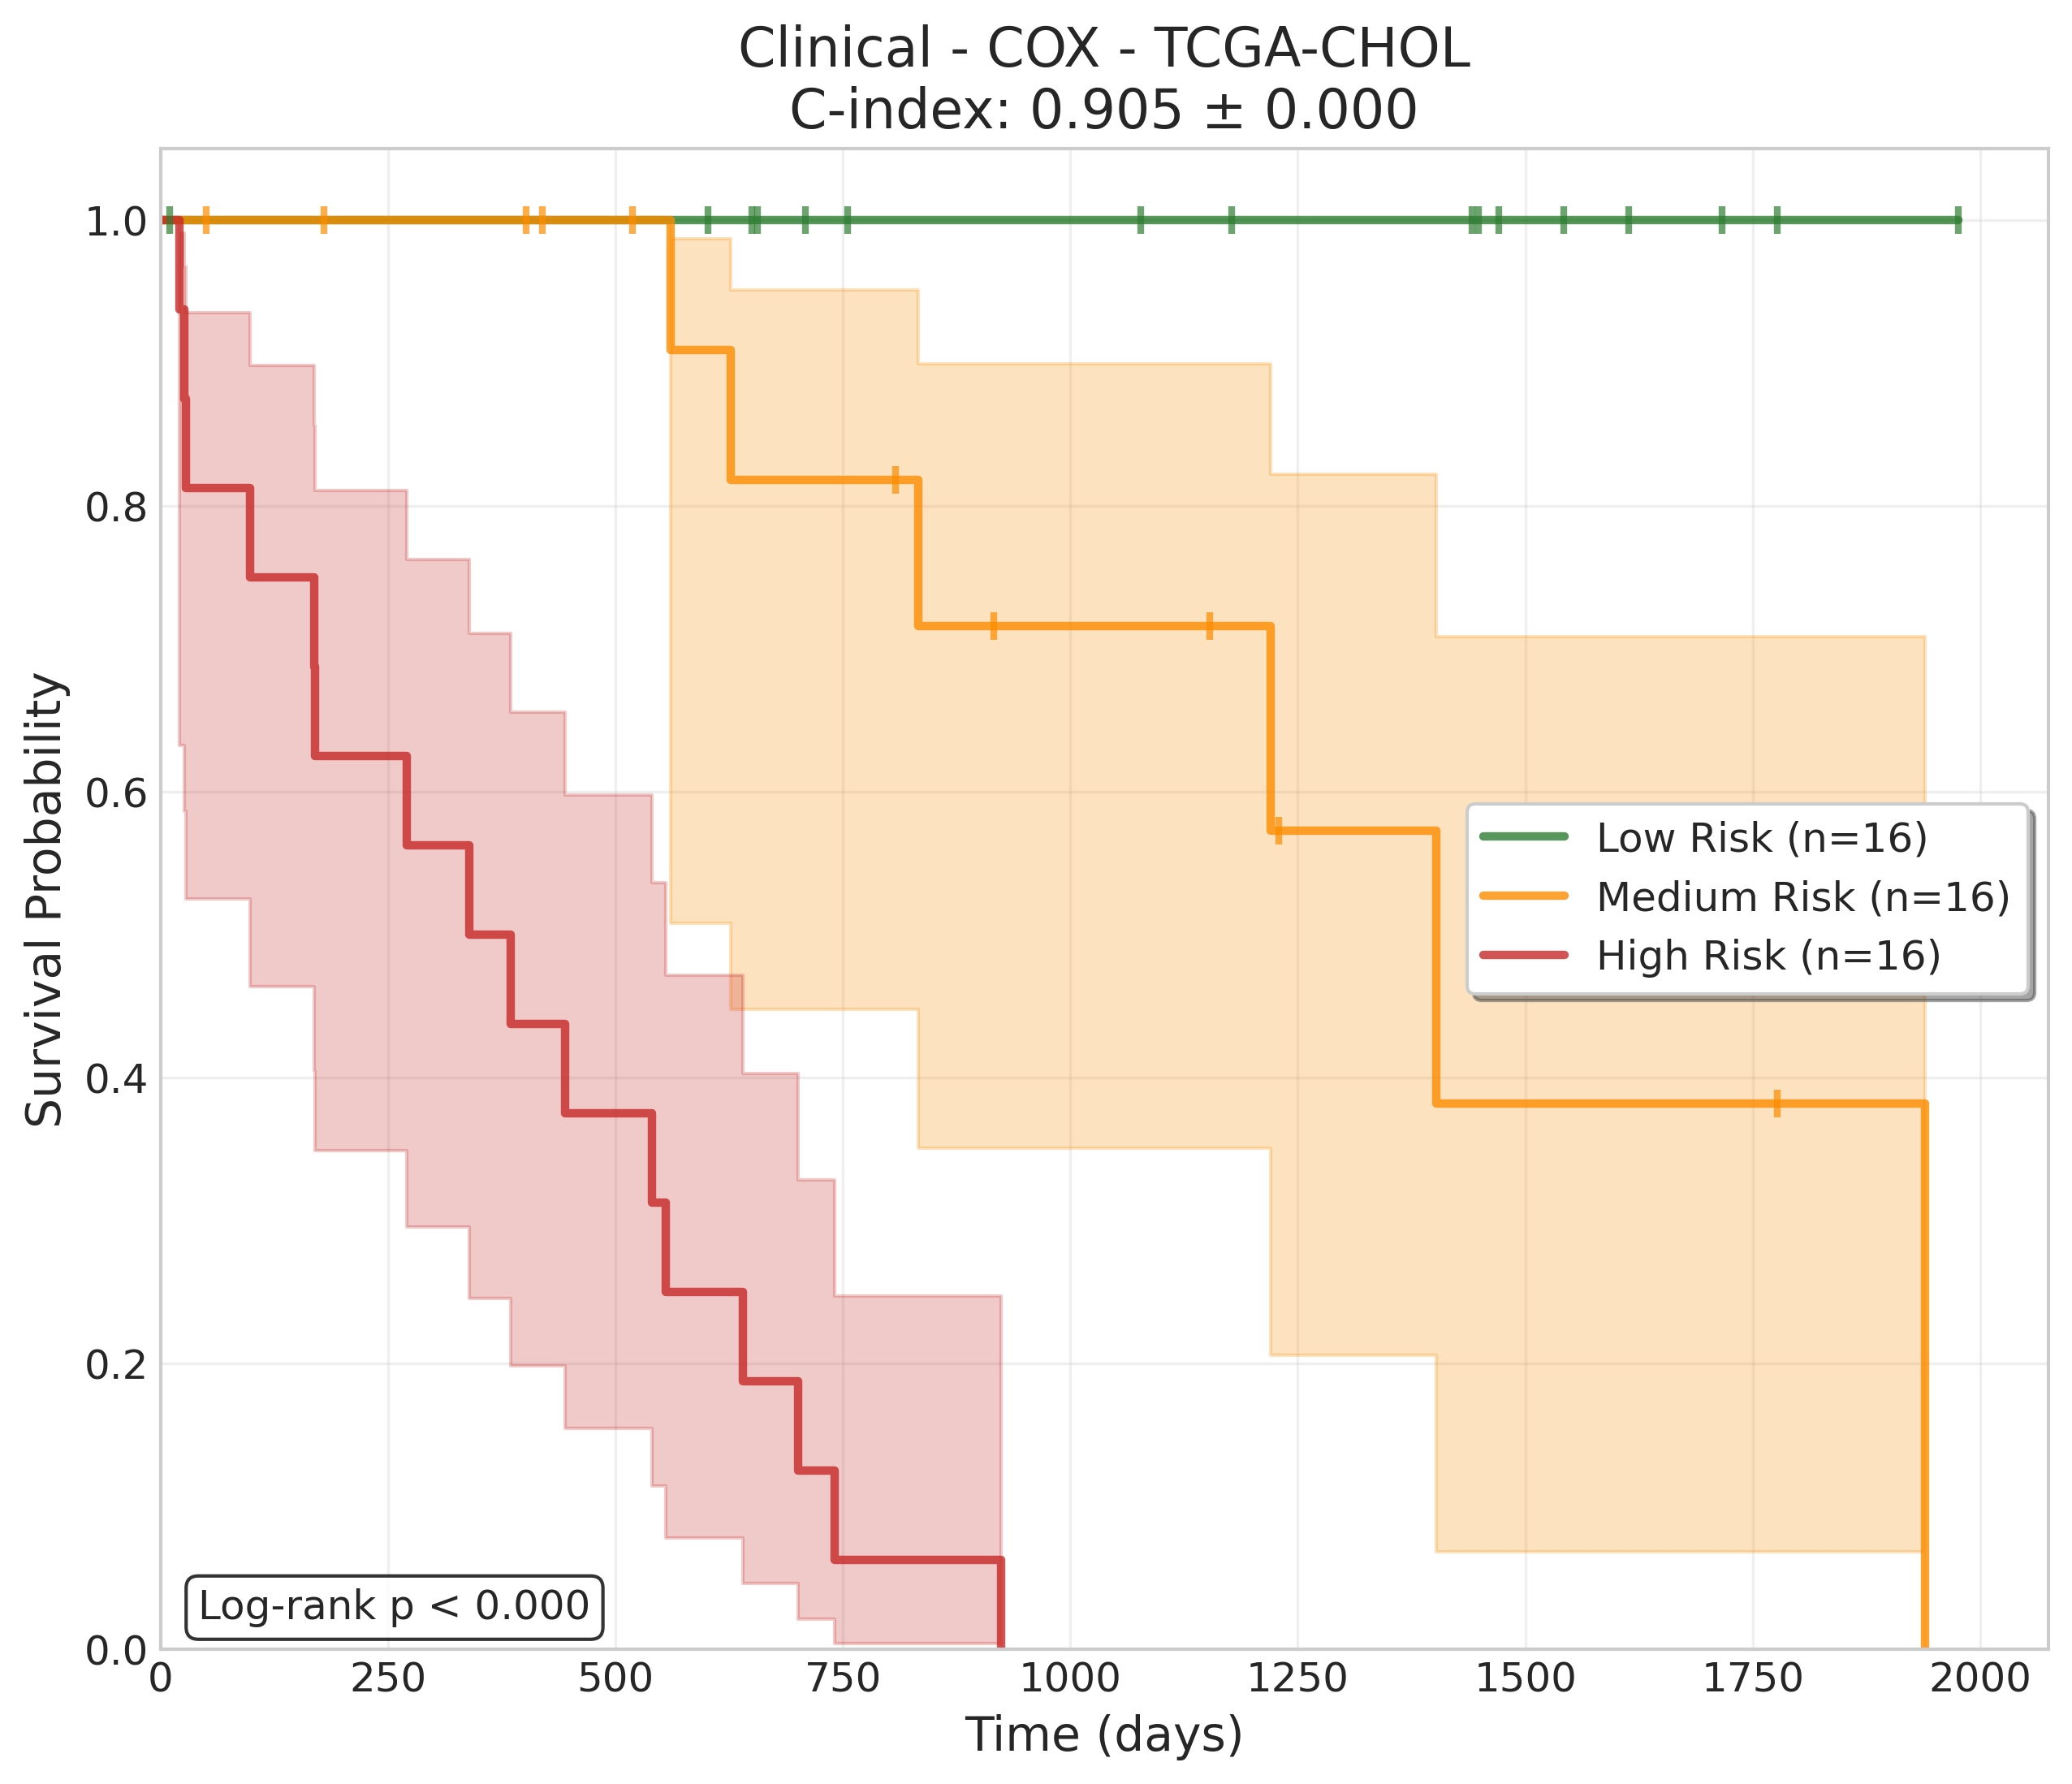 Clinical - COX - TCGA-CHOL
C-index: 0.905 ± 0.000
Survival Probability
1.0
0.8
0.6
0.4
0.2
0.0
Low Risk (n=16)
Medium Risk (n=16)
High Risk (n=16)
Log-rank p < 0.000
0 250 500 750 1000 1250 1500 1750 2000
Time (days)